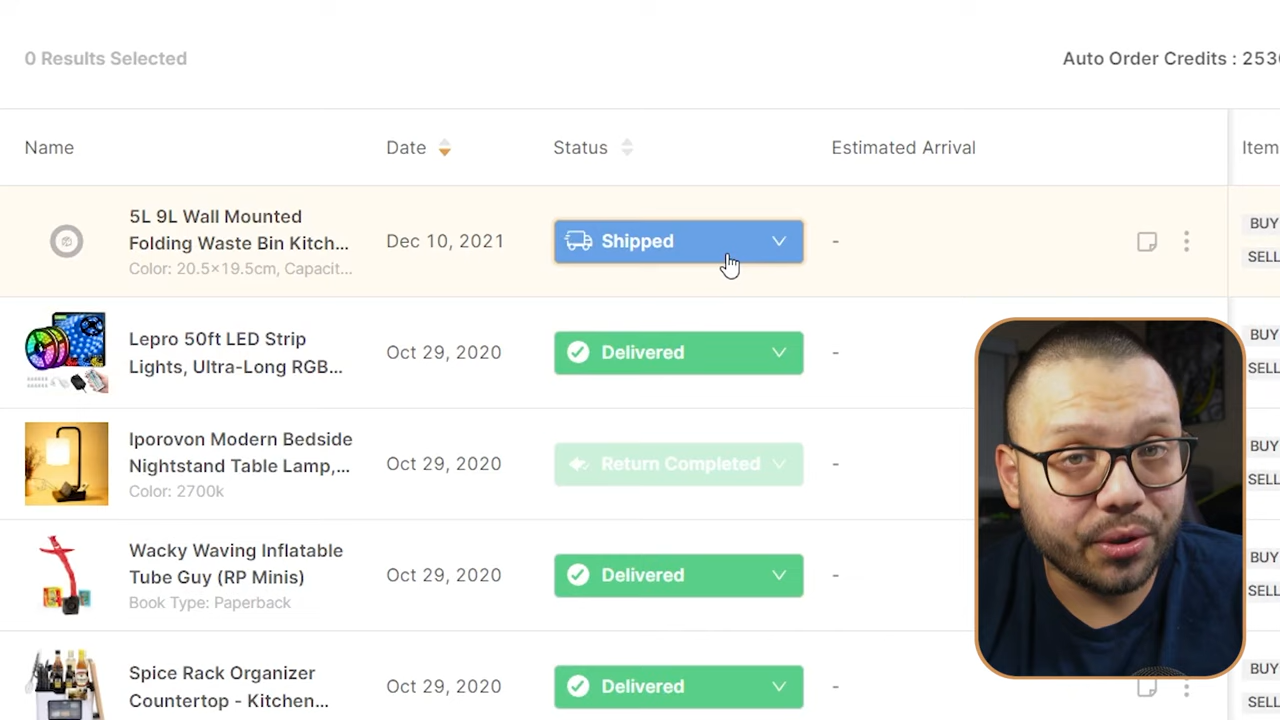 0 Results Selected
Auto Order Credits : 253
Name
Date
Status
Estimated Arrival
Item
5L 9L Wall Mounted
Folding Waste Bin Kitch...
Color: 20.5x19.5cm, Capacit...
Dec 10, 2021
Shipped
-
BUY
SELL
Lepro 50ft LED Strip
Lights, Ultra-Long RGB...
Oct 29, 2020
Delivered
-
BUY
SELL
Iporovon Modern Bedside
Nightstand Table Lamp,...
Color: 2700k
Oct 29, 2020
Return Completed
-
BUY
SELL
Wacky Waving Inflatable
Tube Guy (RP Minis)
Book Type: Paperback
Oct 29, 2020
Delivered
-
BUY
SELL
Spice Rack Organizer
Countertop - Kitchen...
Oct 29, 2020
Delivered
-
BUY
SELL